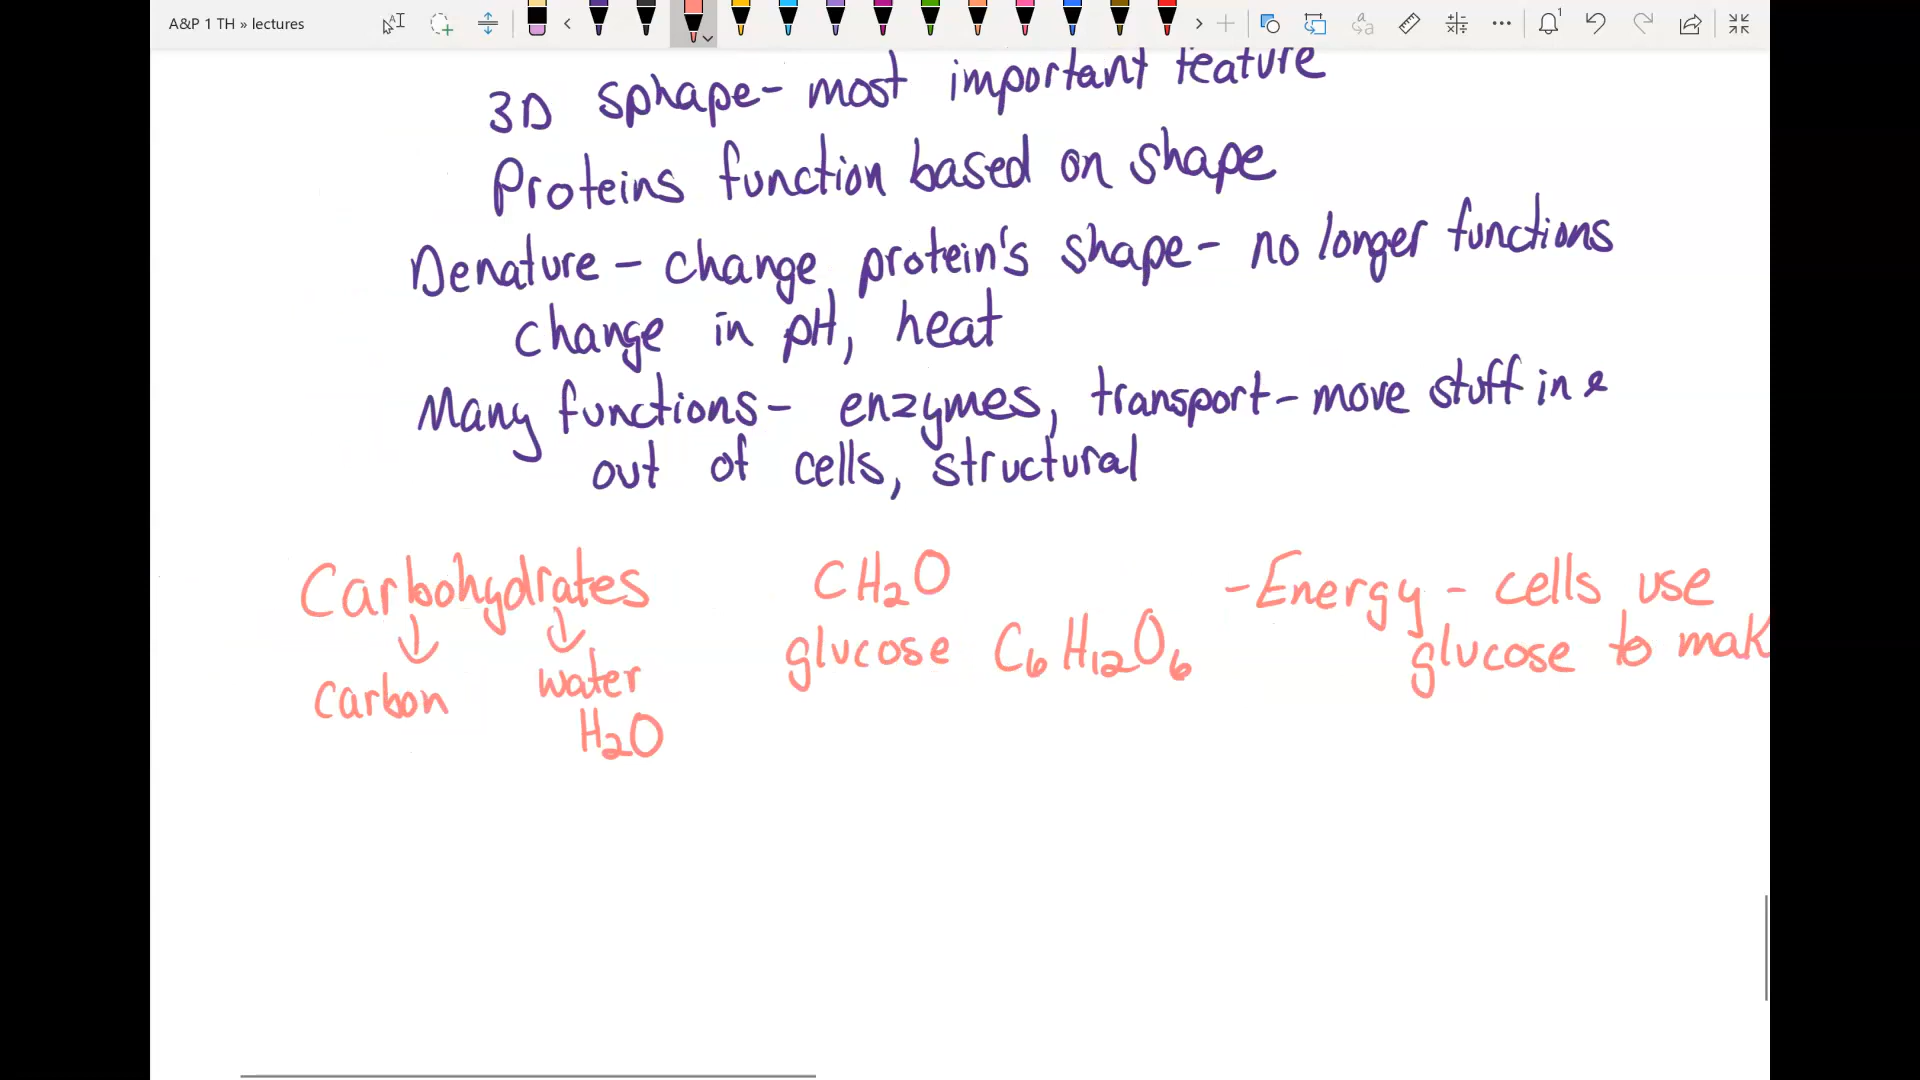 A&P 1 TH » lectures
3D sphape- most important feature
Proteins function based on shape
Denature - change protein's shape - no longer functions
change in pH, heat
Many functions - enzymes, transport - move stuff in &
out of cells, structural
Carbohydrates
carbon
water
H₂O
CH₂O
glucose C₆H₁₂O₆
- Energy - cells use
glucose to mak